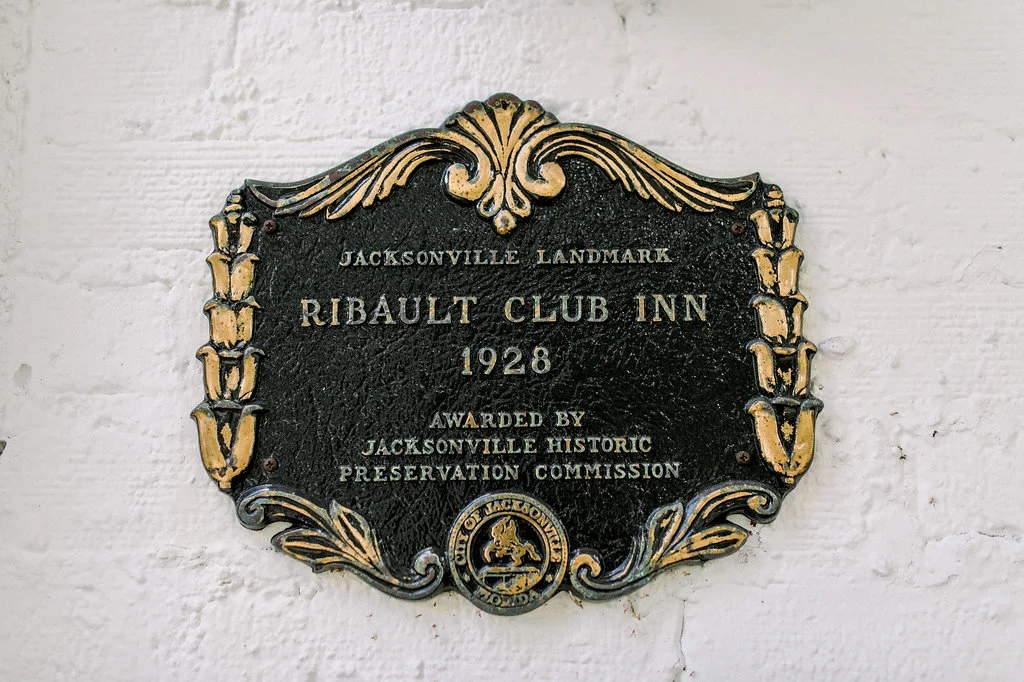 JACKSONVILLE LANDMARK
RIBAULT CLUB INN
1928
AWARDED BY
JACKSONVILLE HISTORIC
PRESERVATION COMMISSION
CITY OF JACKSONVILLE
FLORIDA